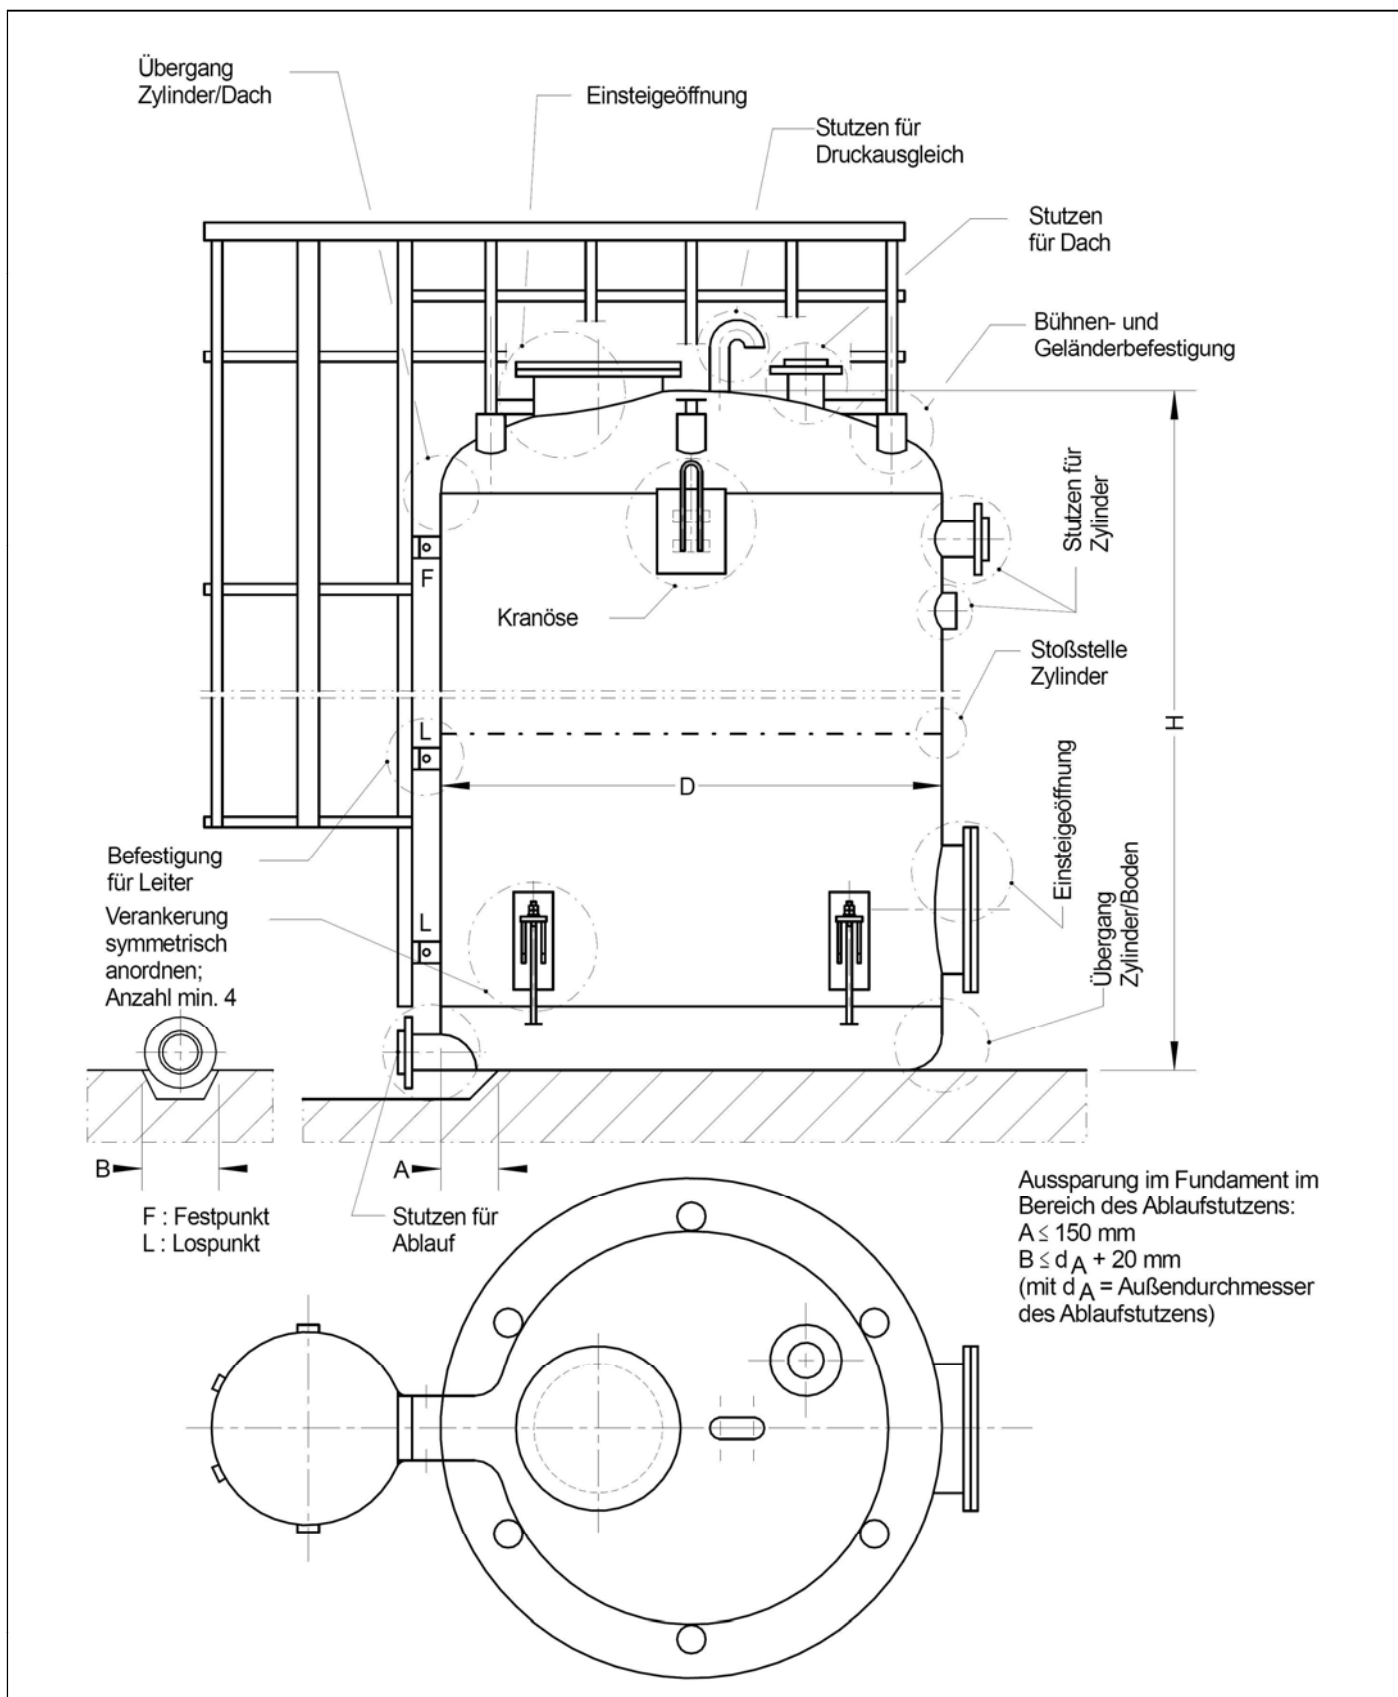 Übergang
Zylinder/Dach
Einsteigeöffnung
Stutzen für
Druckausgleich
Stutzen
für Dach
Bühnen- und
Geländerbefestigung
Stutzen für
Zylinder
F
Kranöse
Stoßstelle
Zylinder
L
H
D
Einsteigeöffnung
Befestigung
für Leiter
Verankerung
symmetrisch
anordnen;
Anzahl min. 4
L
Übergang
Zylinder/Boden
B
A
F : Festpunkt
L : Lospunkt
Stutzen für
Ablauf
Aussparung im Fundament im
Bereich des Ablaufstutzens:
A ≤ 150 mm
B ≤ d A + 20 mm
(mit d A = Außendurchmesser
des Ablaufstutzens)